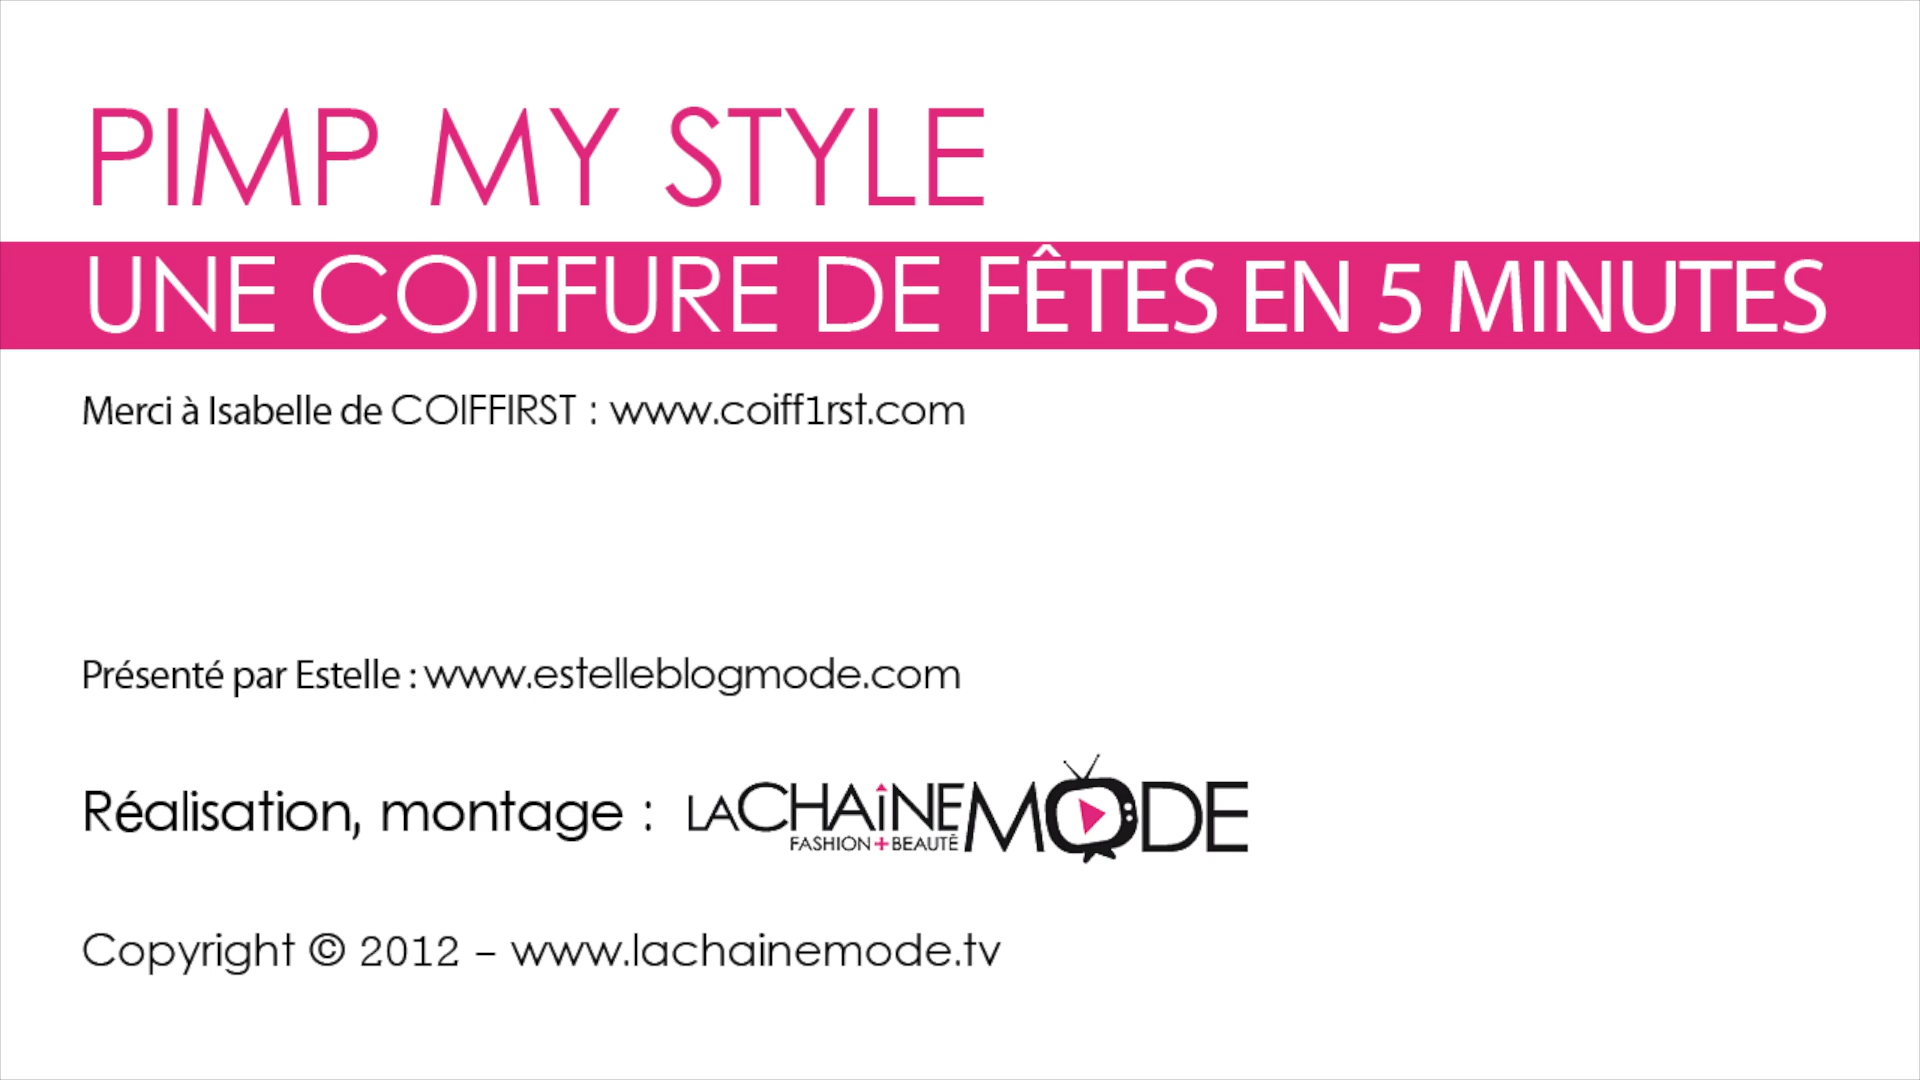 PIMP MY STYLE
UNE COIFFURE DE FÊTES EN 5 MINUTES
Merci à Isabelle de COIFFIRST : www.coiff1rst.com
Présenté par Estelle : www.estelleblogmode.com
Réalisation, montage : LACHAîNEMODE
FASHION+BEAUTÉ
Copyright © 2012 – www.lachainemode.tv